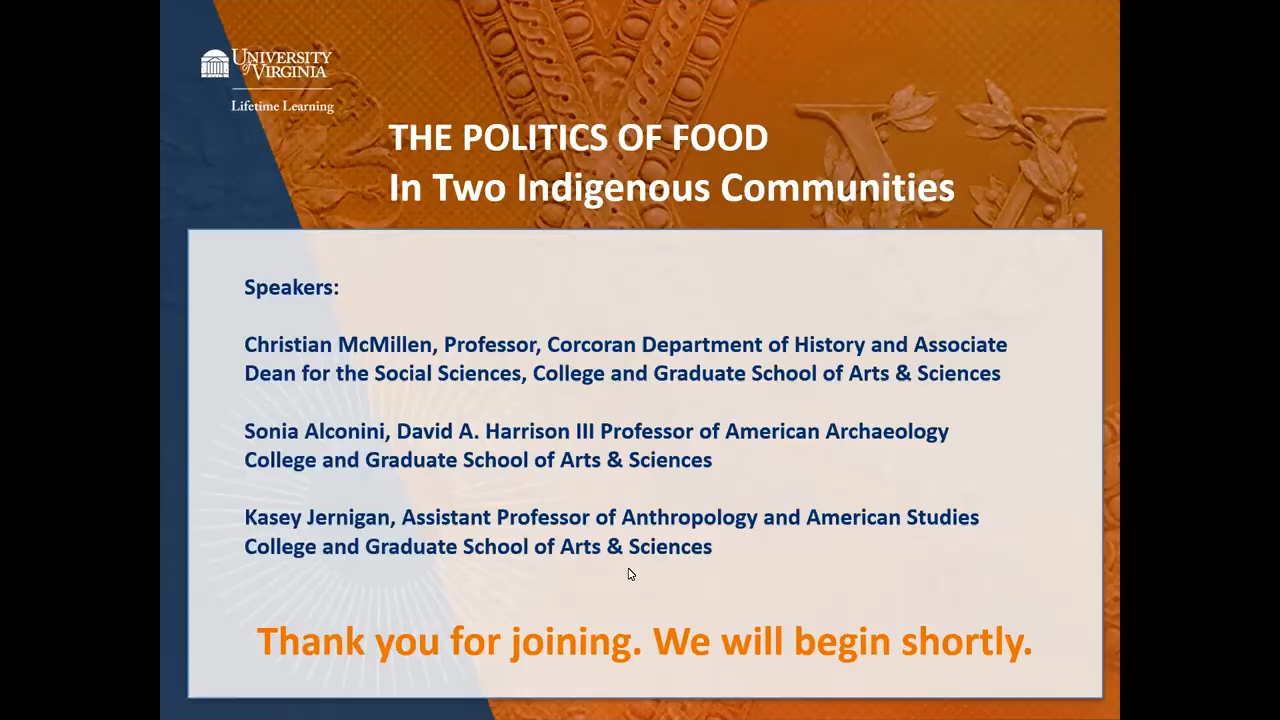 UNIVERSITY
of VIRGINIA
Lifetime Learning
THE POLITICS OF FOOD
In Two Indigenous Communities
Speakers:
Christian McMillen, Professor, Corcoran Department of History and Associate
Dean for the Social Sciences, College and Graduate School of Arts & Sciences
Sonia Alconini, David A. Harrison III Professor of American Archaeology
College and Graduate School of Arts & Sciences
Kasey Jernigan, Assistant Professor of Anthropology and American Studies
College and Graduate School of Arts & Sciences
Thank you for joining. We will begin shortly.